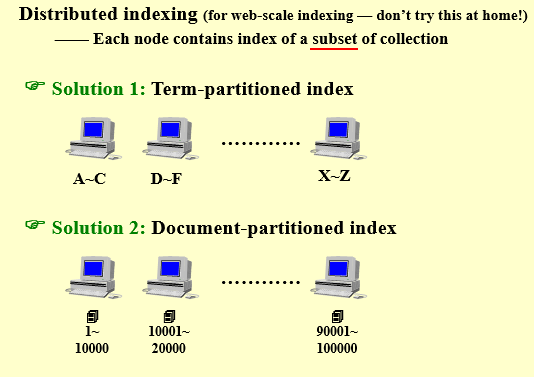 Distributed indexing (for web-scale indexing — don't try this at home!)
—— Each node contains index of a subset of collection
☞ Solution 1: Term-partitioned index
…………
A~C D~F X~Z
☞ Solution 2: Document-partitioned index
…………
1~ 10001~ 90001~
10000 20000 100000